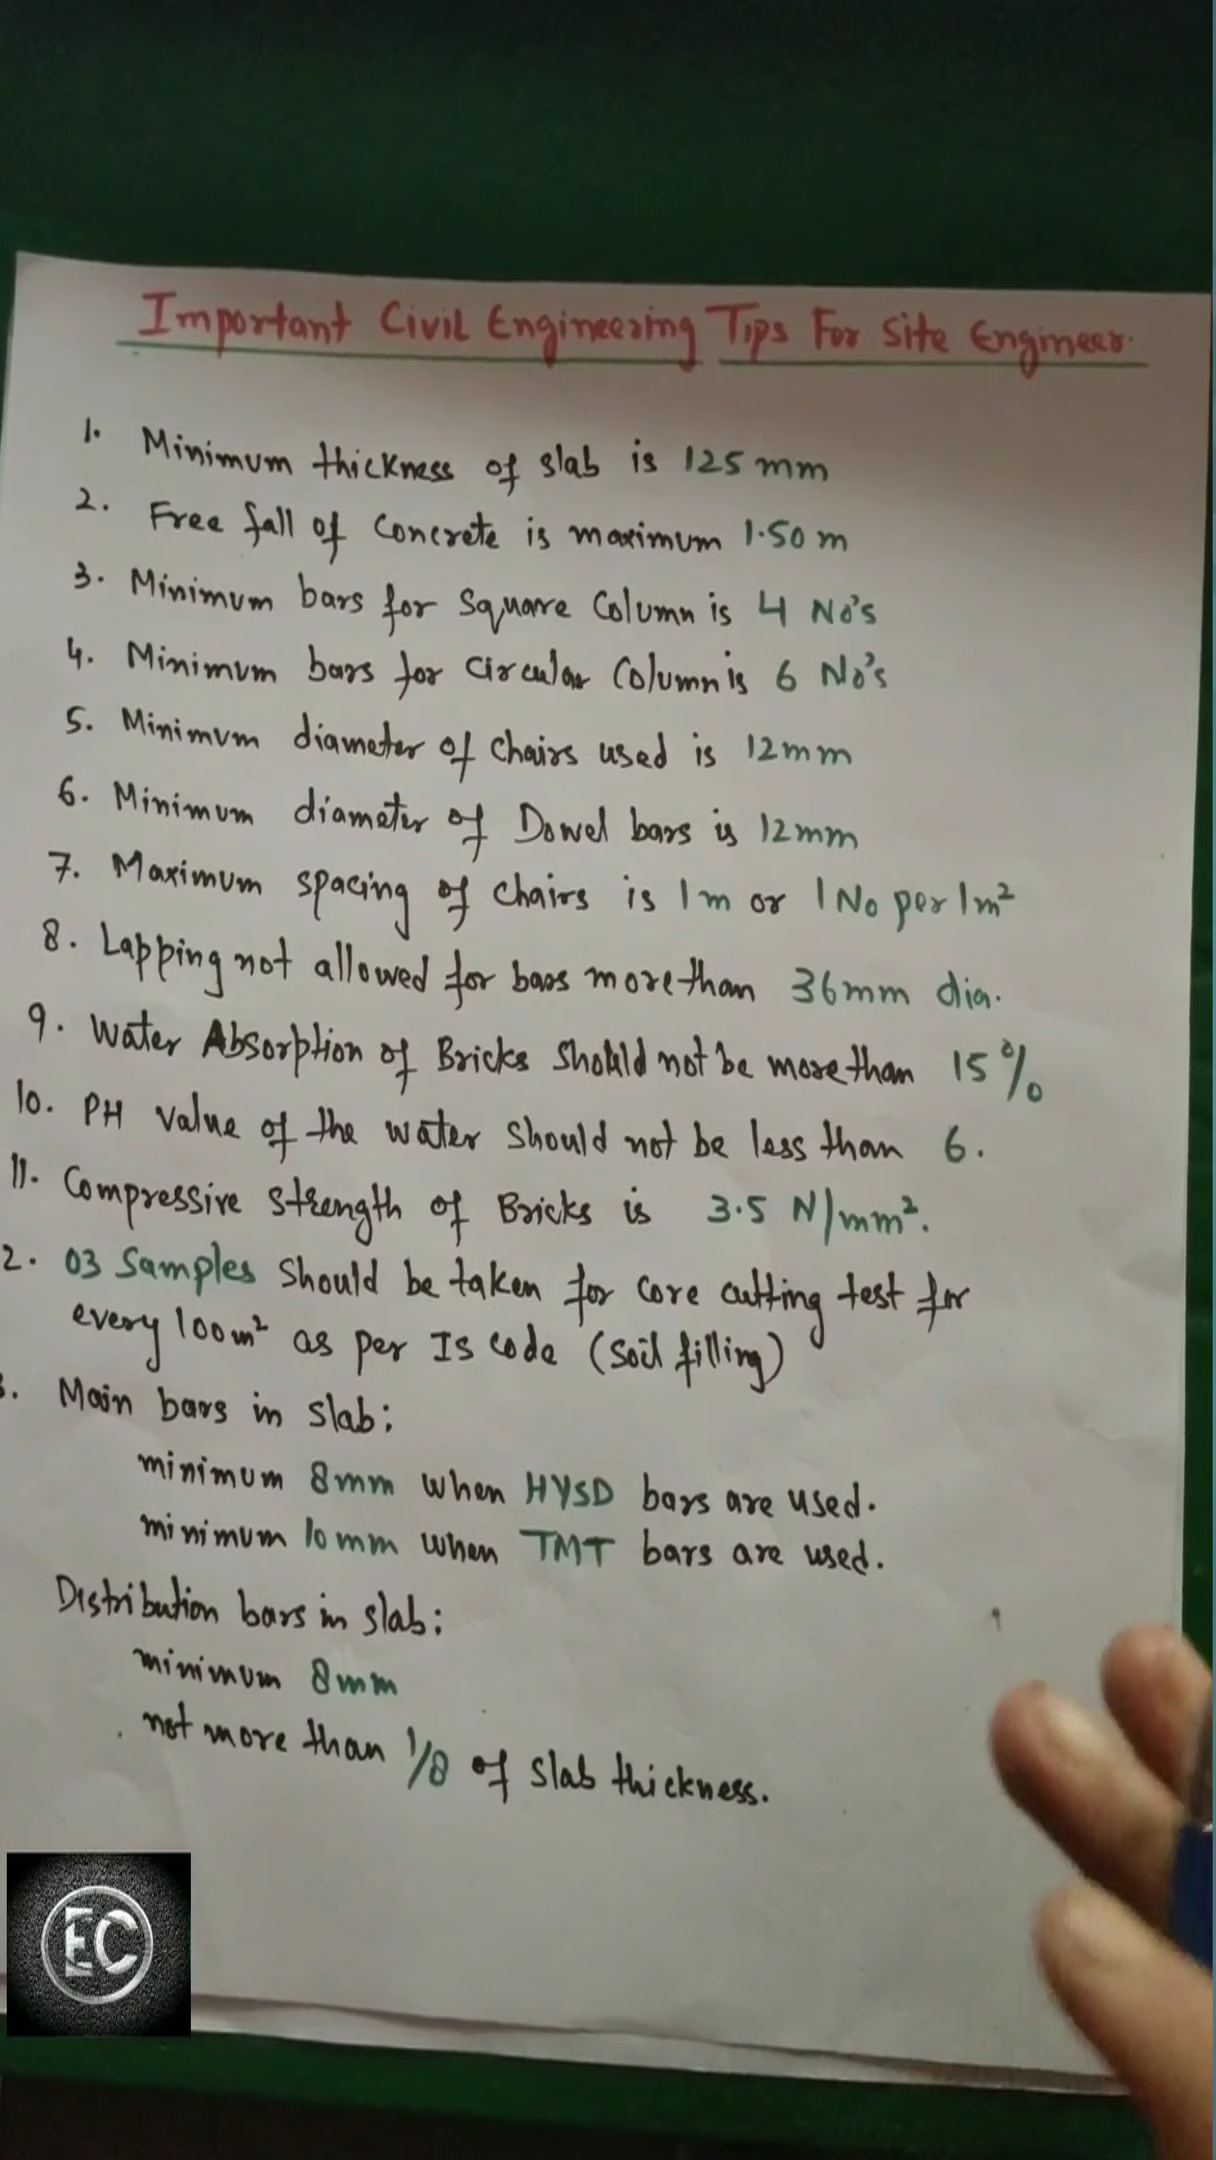 Important Civil Engineering Tips For Site Engineer.
1. Minimum thickness of slab is 125 mm
2. Free fall of concrete is maximum 1.50 m
3. Minimum bars for square column is 4 No's
4. Minimum bars for circular column is 6 No's
5. Minimum diameter of chairs used is 12mm
6. Minimum diameter of Dowel bars is 12mm
7. Maximum spacing of chairs is 1m or 1 No per 1m²
8. Lapping not allowed for bars more than 36mm dia.
9. Water Absorption of Bricks should not be more than 15%
10. PH value of the water should not be less than 6.
11. Compressive strength of Bricks is 3.5 N/mm².
2. 03 Samples should be taken for core cutting test for
every 100m² as per Is code (soil filling)
3. Main bars in slab:
minimum 8mm when HYSD bars are used.
minimum 10mm when TMT bars are used.
Distribution bars in slab:
minimum 8mm
not more than 1/8 of slab thickness.
EC